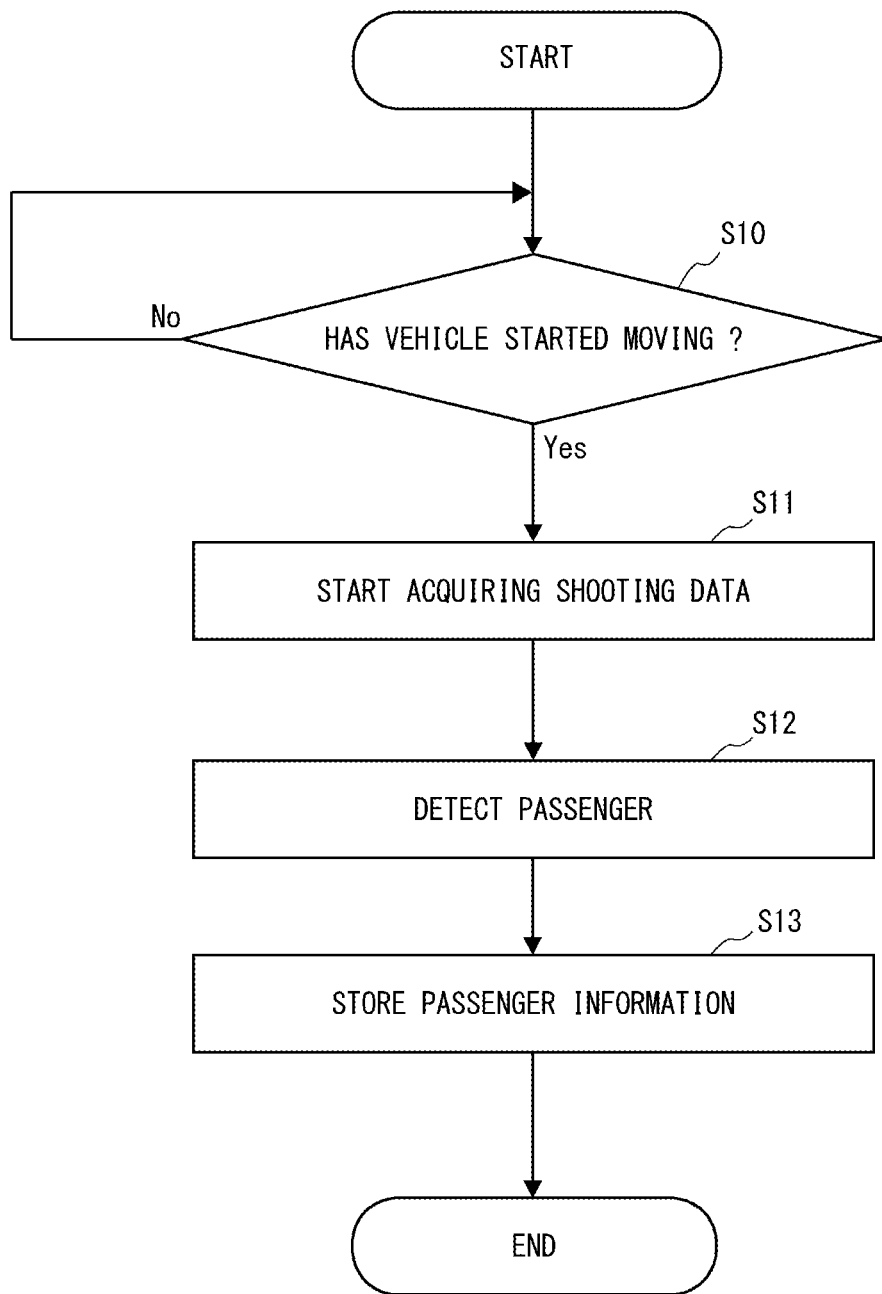 START
S10
No
HAS VEHICLE STARTED MOVING ?
Yes
S11
START ACQUIRING SHOOTING DATA
S12
DETECT PASSENGER
S13
STORE PASSENGER INFORMATION
END